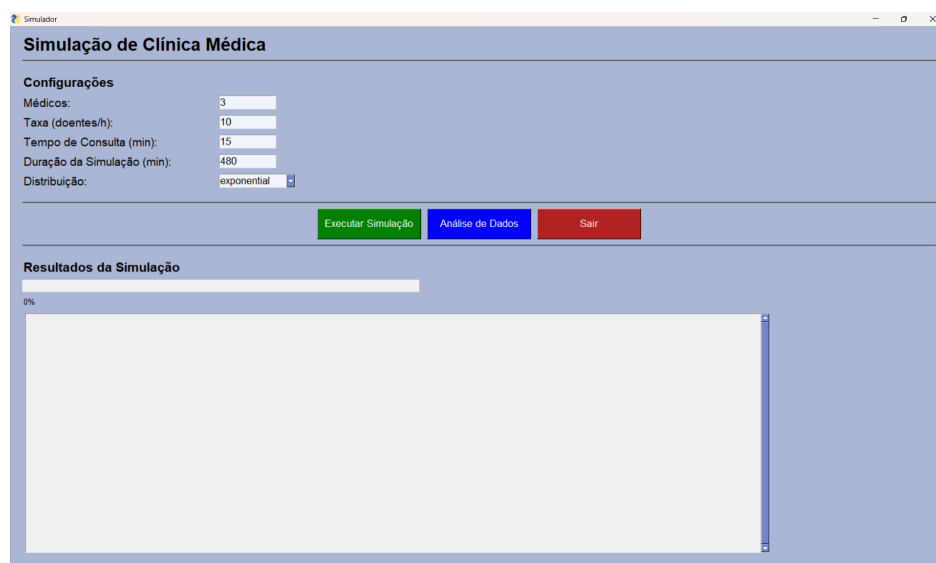 Simulador
Simulação de Clínica Médica
Configurações
Médicos: 3
Taxa (doentes/h): 10
Tempo de Consulta (min): 15
Duração da Simulação (min): 480
Distribuição: exponential
Executar Simulação Análise de Dados Sair
Resultados da Simulação
0%